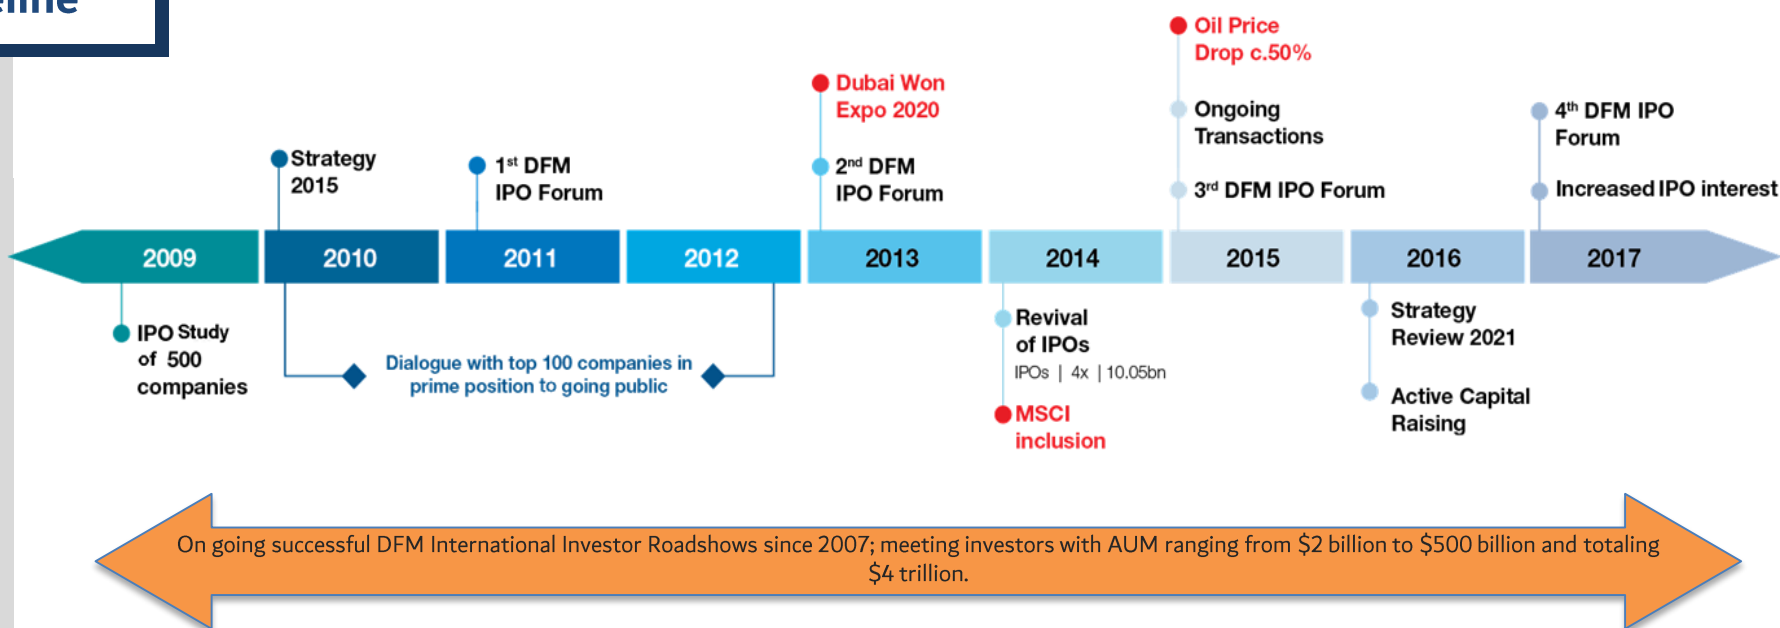 Oil Price
Drop c.50%
Dubai Won
Expo 2020
Ongoing
Transactions
4th DFM IPO
Forum
Strategy
2015
1st DFM
IPO Forum
2nd DFM
IPO Forum
3rd DFM IPO Forum
Increased IPO interest
2009
2010
2011
2012
2013
2014
2015
2016
2017
IPO Study
of 500
companies
Dialogue with top 100 companies in
prime position to going public
Revival
of IPOs
IPOs | 4x | 10.05bn
MSCI
inclusion
Strategy
Review 2021
Active Capital
Raising
On going successful DFM International Investor Roadshows since 2007; meeting investors with AUM ranging from $2 billion to $500 billion and totaling
$4 trillion.